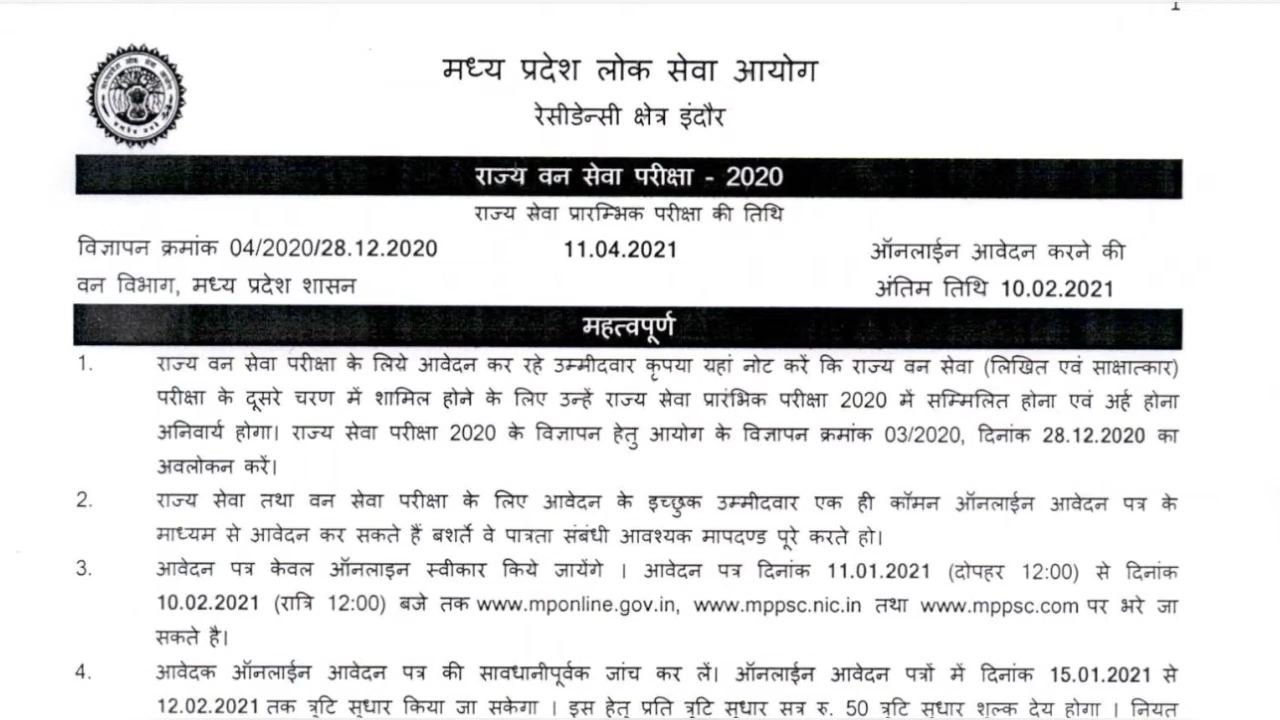 1
मध्य प्रदेश लोक सेवा आयोग
रेसीडेन्सी क्षेत्र इंदौर
राज्य वन सेवा परीक्षा - 2020
राज्य सेवा प्रारम्भिक परीक्षा की तिथि
विज्ञापन क्रमांक 04/2020/28.12.2020 11.04.2021 ऑनलाईन आवेदन करने की
वन विभाग, मध्य प्रदेश शासन अंतिम तिथि 10.02.2021
महत्वपूर्ण
1. राज्य वन सेवा परीक्षा के लिये आवेदन कर रहे उम्मीदवार कृपया यहां नोट करें कि राज्य वन सेवा (लिखित एवं साक्षात्कार)
परीक्षा के दूसरे चरण में शामिल होने के लिए उन्हें राज्य सेवा प्रारंभिक परीक्षा 2020 में सम्मिलित होना एवं अर्ह होना
अनिवार्य होगा। राज्य सेवा परीक्षा 2020 के विज्ञापन हेतु आयोग के विज्ञापन क्रमांक 03/2020, दिनांक 28.12.2020 का
अवलोकन करें।
2. राज्य सेवा तथा वन सेवा परीक्षा के लिए आवेदन के इच्छुक उम्मीदवार एक ही कॉमन ऑनलाईन आवेदन पत्र के
माध्यम से आवेदन कर सकते हैं बशर्ते वे पात्रता संबंधी आवश्यक मापदण्ड पूरे करते हो।
3. आवेदन पत्र केवल ऑनलाइन स्वीकार किये जायेंगे । आवेदन पत्र दिनांक 11.01.2021 (दोपहर 12:00) से दिनांक
10.02.2021 (रात्रि 12:00) बजे तक www.mponline.gov.in, www.mppsc.nic.in तथा www.mppsc.com पर भरे जा
सकते है।
4. आवेदक ऑनलाईन आवेदन पत्र की सावधानीपूर्वक जांच कर लें। ऑनलाईन आवेदन पत्रों में दिनांक 15.01.2021 से
12.02.2021 तक त्रुटि सुधार किया जा सकेगा । इस हेतु प्रति त्रुटि सुधार सत्र रु. 50 त्रुटि सुधार शुल्क देय होगा । नियत